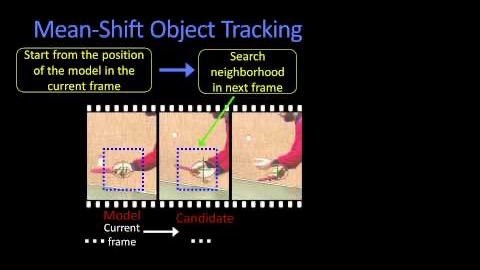 Mean-Shift Object Tracking
Start from the position
of the model in the
current frame
Search
neighborhood
in next frame
Model
Candidate
Current
frame